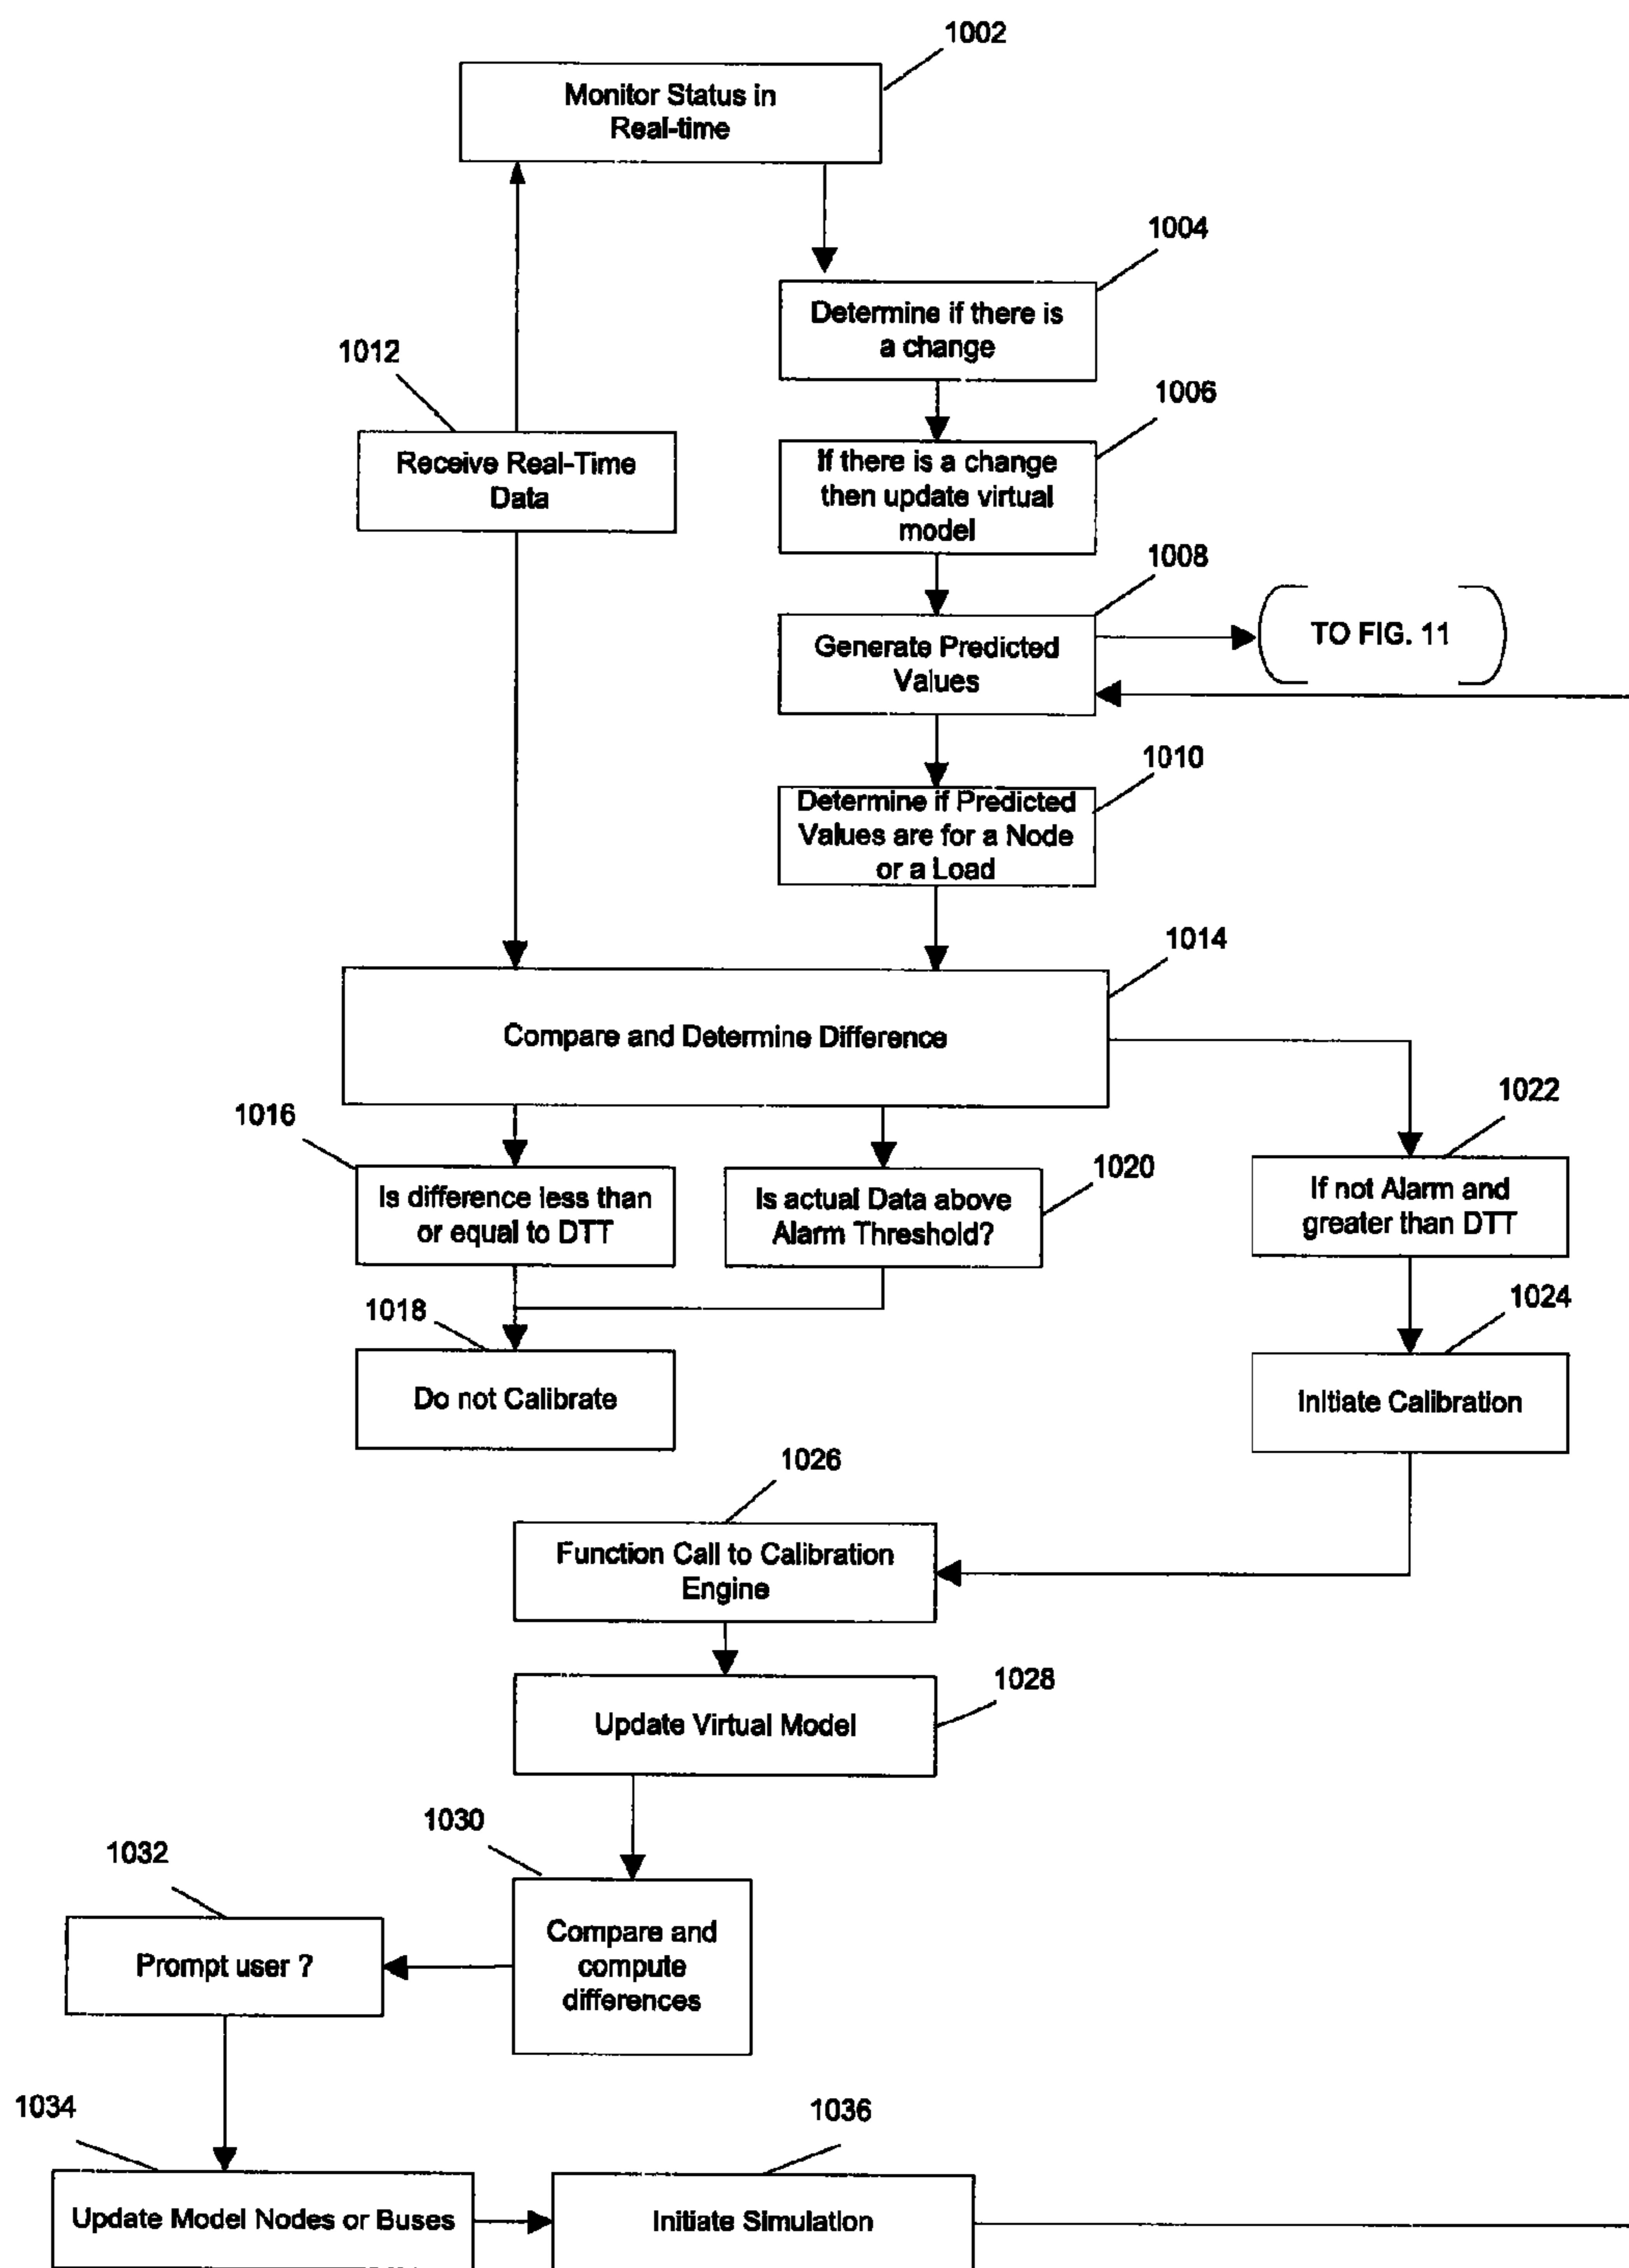 1002
Monitor Status in
Real-time
1004
Determine if there is
a change
1012
Receive Real-Time
Data
1006
If there is a change
then update virtual
model
1008
Generate Predicted
Values
TO FIG. 11
1010
Determine if Predicted
Values are for a Node
or a Load
1014
Compare and Determine Difference
1016
Is difference less than
or equal to DTT
1020
Is actual Data above
Alarm Threshold?
1022
If not Alarm and
greater than DTT
1018
Do not Calibrate
1024
Initiate Calibration
1026
Function Call to Calibration
Engine
1028
Update Virtual Model
1030
Compare and
compute
differences
1032
Prompt user ?
1034
Update Model Nodes or Buses
1036
Initiate Simulation